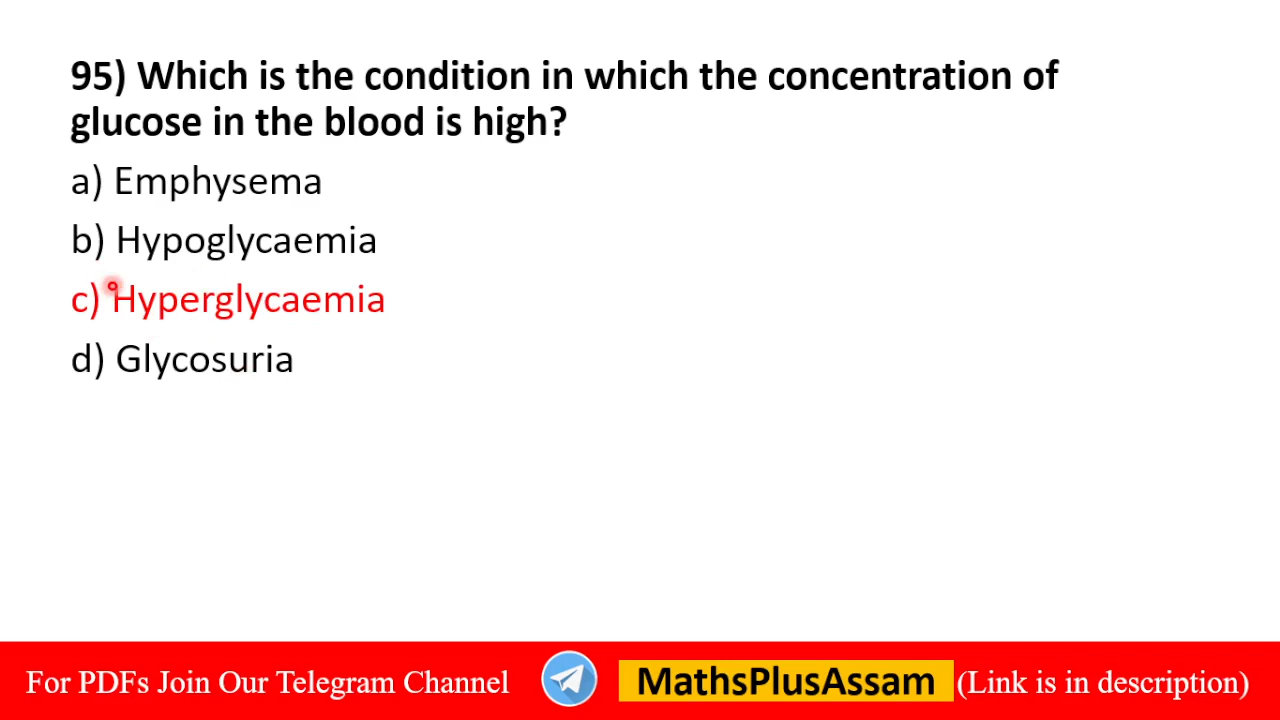 95) Which is the condition in which the concentration of
glucose in the blood is high?
a) Emphysema
b) Hypoglycaemia
c) Hyperglycaemia
d) Glycosuria
For PDFs Join Our Telegram Channel MathsPlusAssam (Link is in description)